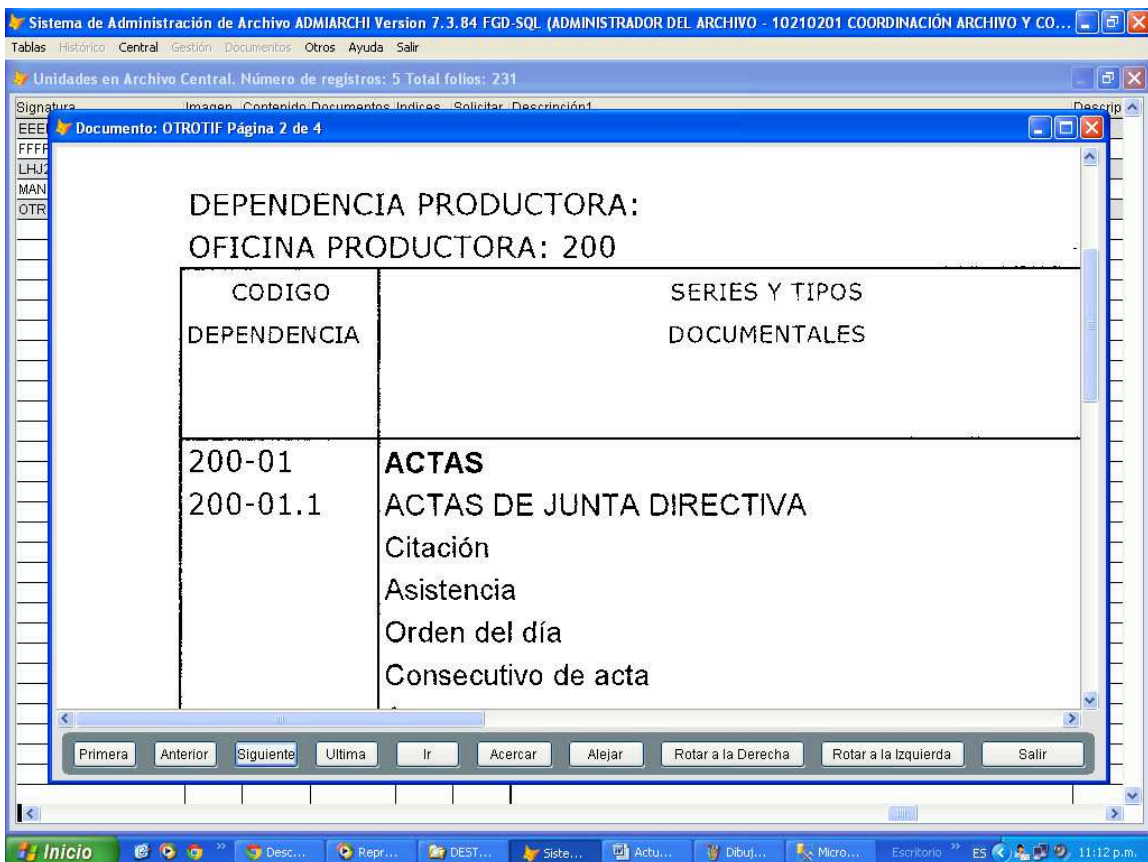 Sistema de Administración de Archivo ADMIARCHI Version 7.3.84 FGD-SQL (ADMINISTRADOR DEL ARCHIVO - 10210201 COORDINACIÓN ARCHIVO Y CO...
Tablas Histórico Central Gestión Documentos Otros Ayuda Salir
Unidades en Archivo Central. Número de registros: 5 Total folios: 231
Signatura Imagen Contenido Documentos Indices Solicitar Descripción1 Descrip
Documento: OTROTIF Página 2 de 4
LHJ2
MAN
OTR
DEPENDENCIA PRODUCTORA:
OFICINA PRODUCTORA: 200
CODIGO SERIES Y TIPOS
DEPENDENCIA DOCUMENTALES
200-01 ACTAS
200-01.1 ACTAS DE JUNTA DIRECTIVA
Citación
Asistencia
Orden del día
Consecutivo de acta
Primera Anterior Siguiente Ultima Ir Acercar Alejar Rotar a la Derecha Rotar a la Izquierda Salir
Inicio Desc... Repr... DEST... Siste... Actu... Dibuj... Micro... Escritorio ES 11:12 p.m.